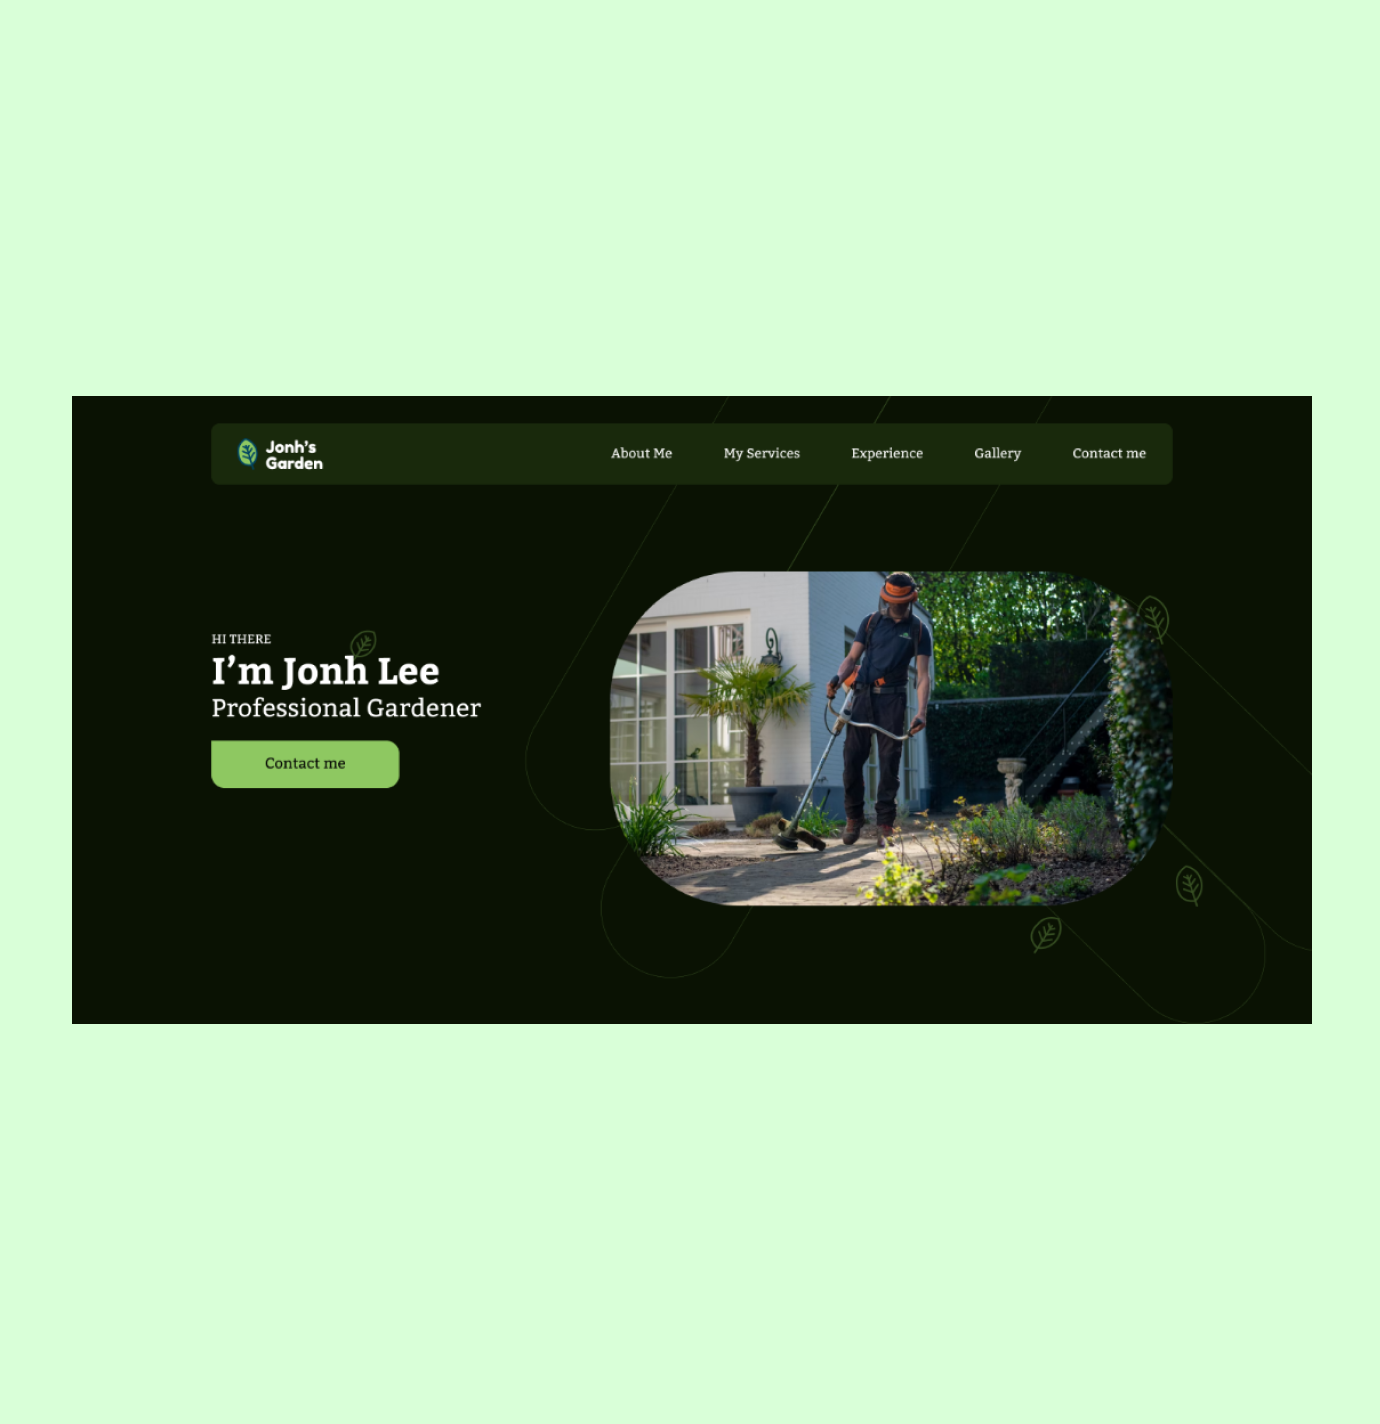 Jonh's
Garden
About Me
My Services
Experience
Gallery
Contact me
HI THERE
I’m Jonh Lee
Professional Gardener
Contact me